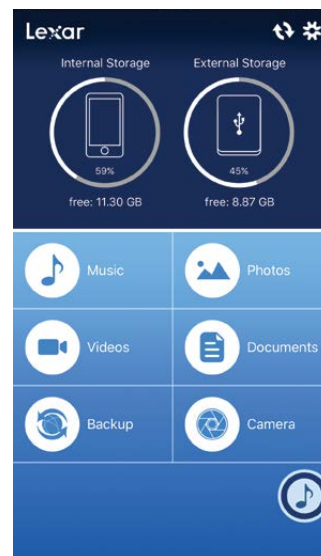 Lexar
Internal Storage External Storage
59% 45%
free: 11.30 GB free: 8.87 GB
Music Photos
Videos Documents
Backup Camera